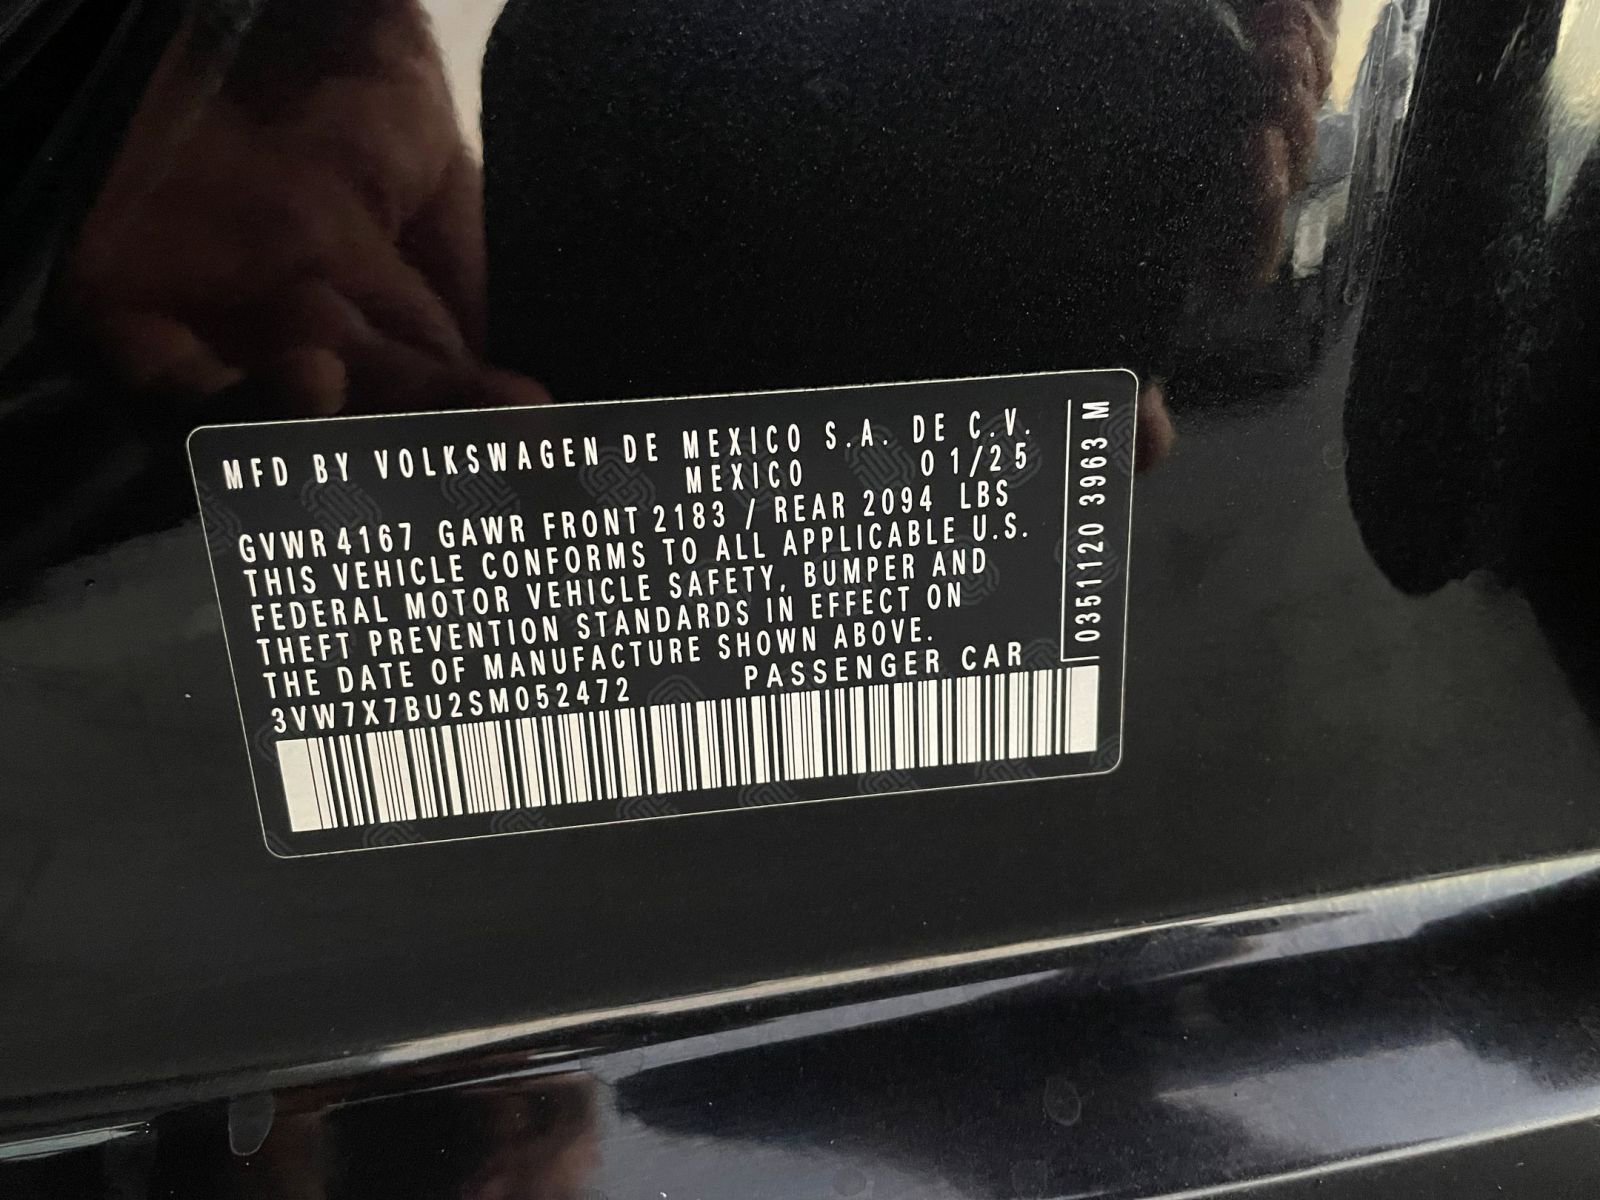 MFD BY VOLKSWAGEN DE MEXICO S.A. DE C.V.
MEXICO 01/25
GVWR 4167 GAWR FRONT 2183 / REAR 2094 LBS
THIS VEHICLE CONFORMS TO ALL APPLICABLE U.S.
FEDERAL MOTOR VEHICLE SAFETY, BUMPER AND
THEFT PREVENTION STANDARDS IN EFFECT ON
THE DATE OF MANUFACTURE SHOWN ABOVE.
3VW7X7BU2SM052472 PASSENGER CAR
0351120 3963 M